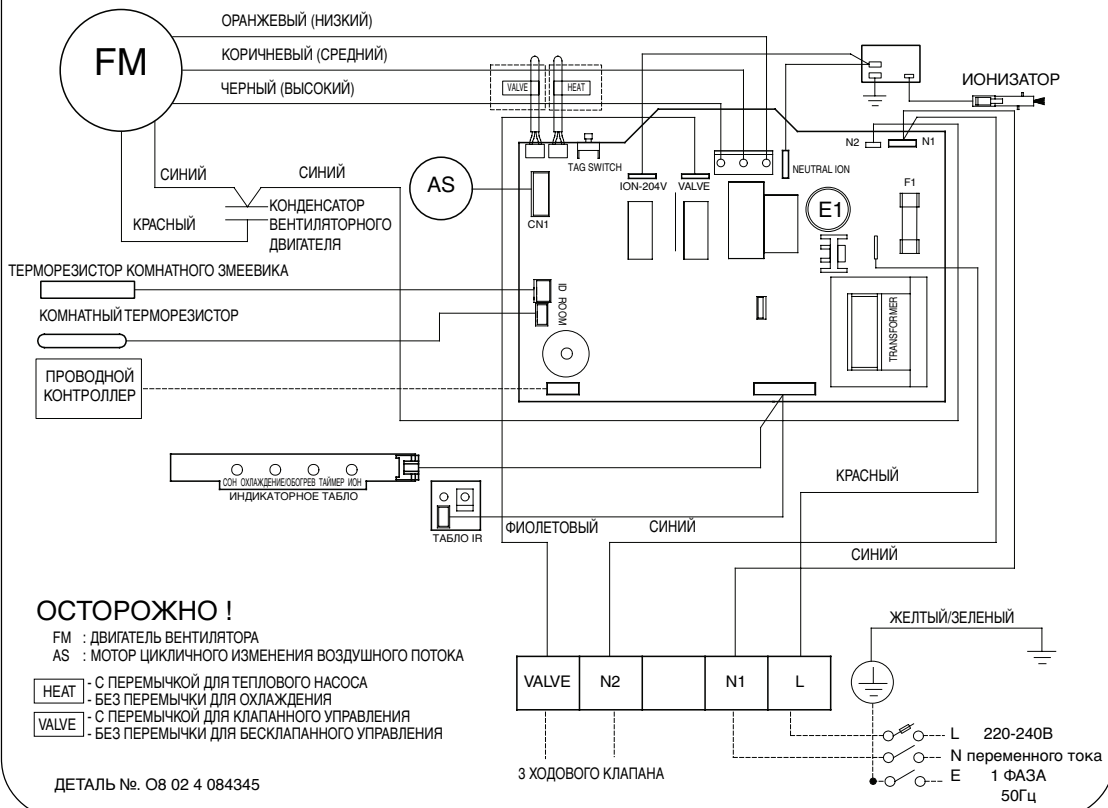 ОРАНЖЕВЫЙ (НИЗКИЙ)
FM
КОРИЧНЕВЫЙ (СРЕДНИЙ)
ЧЕРНЫЙ (ВЫСОКИЙ)
VALVE
HEAT
ИОНИЗАТОР
N2
N1
TAG SWITCH
NEUTRAL ION
СИНИЙ
СИНИЙ
AS
ION-204V
VALVE
F1
E1
CN1
КРАСНЫЙ
КОНДЕНСАТОР
ВЕНТИЛЯТОРНОГО
ДВИГАТЕЛЯ
ТЕРМОРЕЗИСТОР КОМНАТНОГО ЗМЕЕВИКА
ID
ROOM
КОМНАТНЫЙ ТЕРМОРЕЗИСТОР
TRANSFORMER
ПРОВОДНОЙ
КОНТРОЛЛЕР
СОН ОХЛАЖДЕНИЕ/ОБОГРЕВ ТАЙМЕР ИОН
ИНДИКАТОРНОЕ ТАБЛО
КРАСНЫЙ
ТАБЛО IR
ФИОЛЕТОВЫЙ
СИНИЙ
СИНИЙ
ОСТОРОЖНО !
FM : ДВИГАТЕЛЬ ВЕНТИЛЯТОРА
AS : МОТОР ЦИКЛИЧНОГО ИЗМЕНЕНИЯ ВОЗДУШНОГО ПОТОКА
HEAT - С ПЕРЕМЫЧКОЙ ДЛЯ ТЕПЛОВОГО НАСОСА
- БЕЗ ПЕРЕМЫЧКИ ДЛЯ ОХЛАЖДЕНИЯ
VALVE - С ПЕРЕМЫЧКОЙ ДЛЯ КЛАПАННОГО УПРАВЛЕНИЯ
- БЕЗ ПЕРЕМЫЧКИ ДЛЯ БЕСКЛАПАННОГО УПРАВЛЕНИЯ
ЖЕЛТЫЙ/ЗЕЛЕНЫЙ
VALVE N2 N1 L
3 ХОДОВОГО КЛАПАНА
L 220-240В
N переменного тока
E 1 ФАЗА
50Гц
ДЕТАЛЬ №. О8 02 4 084345